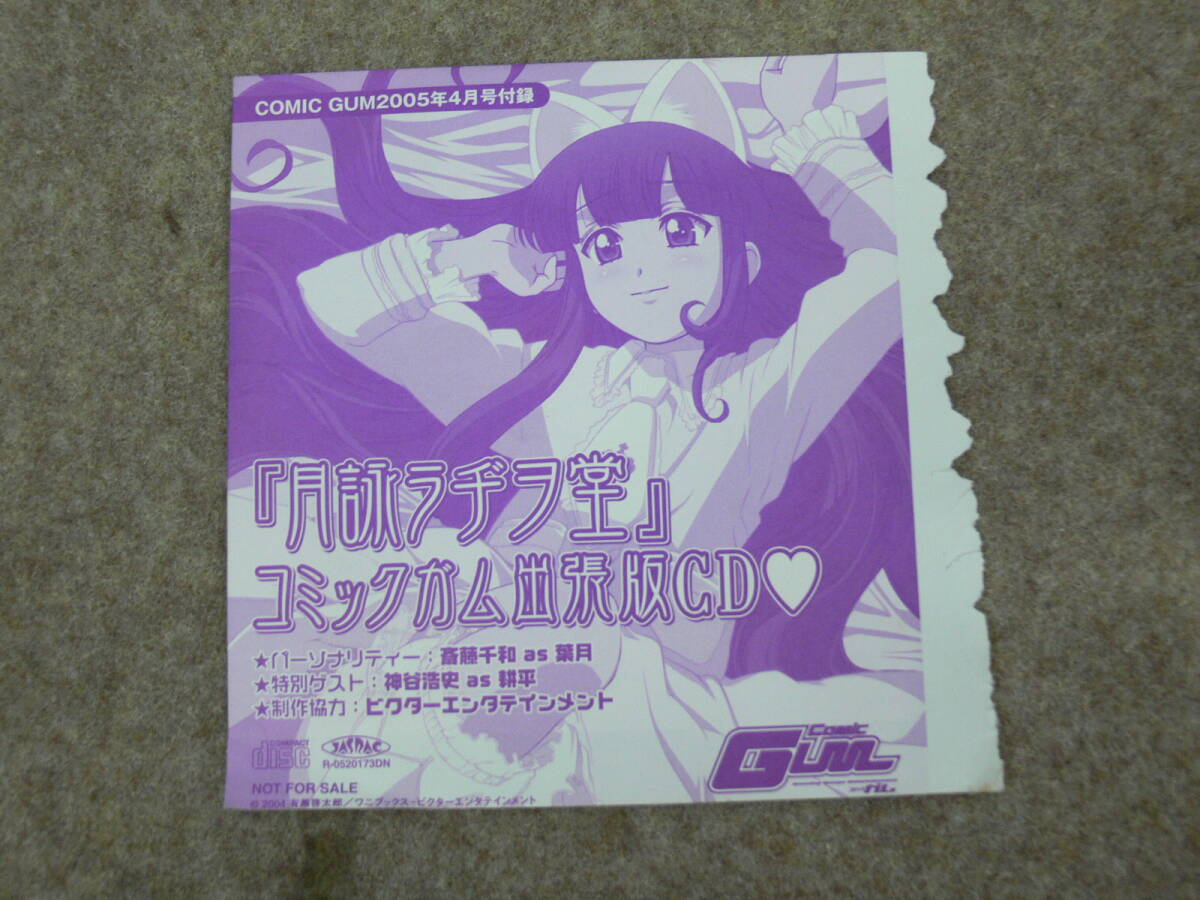 COMIC GUM2005年4月号付録
『月詠ラヂヲ堂』
コミックガム出張版CD♡
★パーソナリティー：斎藤千和 as 葉月
★特別ゲスト：神谷浩史 as 耕平
★制作協力：ビクターエンタテインメント
COMPACT
disc
JASRAC
R-0520173DN
Comic
GUM
NOT FOR SALE
© 2004 有馬啓太郎／ワニブックス・ビクターエンタテインメント